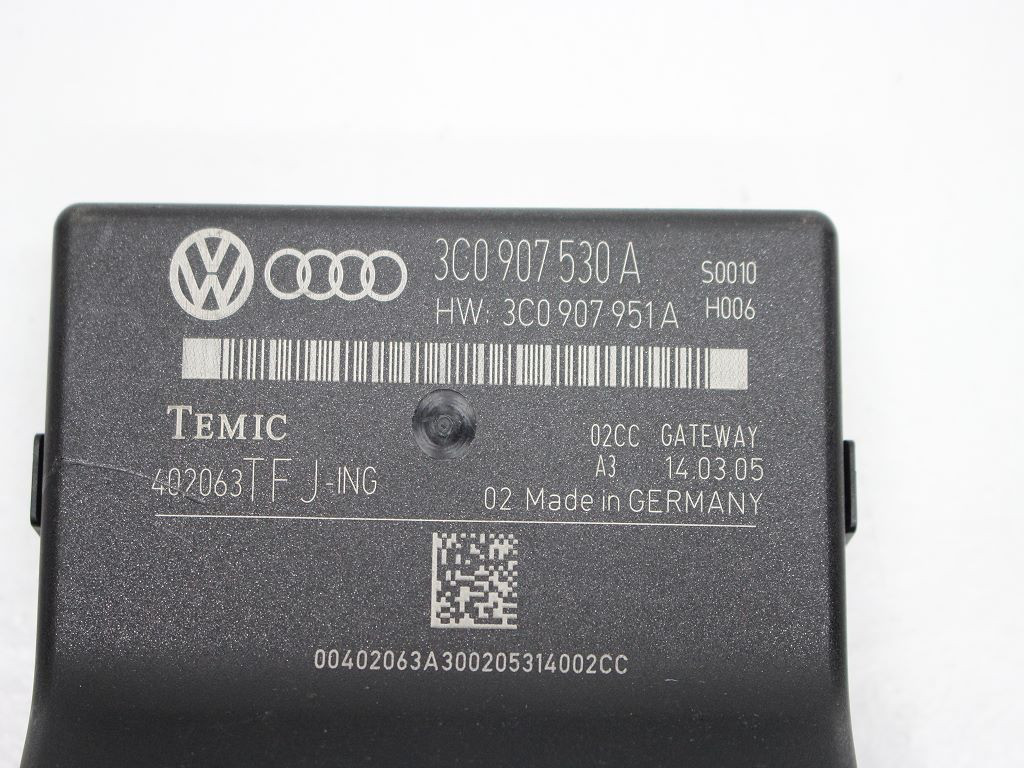 3C0 907 530 A
S0010
HW: 3C0 907 951 A
H006
TEMIC
02CC GATEWAY
402063TFJ-ING
A3 14.03.05
02 Made in GERMANY
00402063A300205314002CC